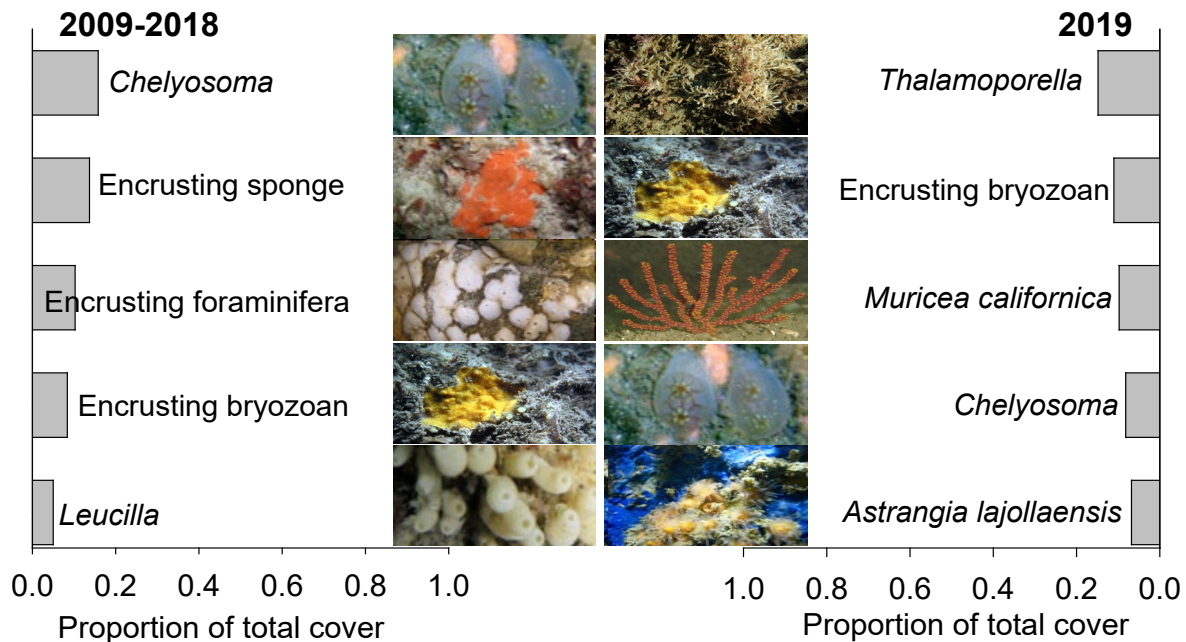 2009-2018
Chelyosoma
Encrusting sponge
Encrusting foraminifera
Encrusting bryozoan
Leucilla
0.0 0.2 0.4 0.6 0.8 1.0
Proportion of total cover
2019
Thalamoporella
Encrusting bryozoan
Muricea californica
Chelyosoma
Astrangia lajollaensis
1.0 0.8 0.6 0.4 0.2 0.0
Proportion of total cover